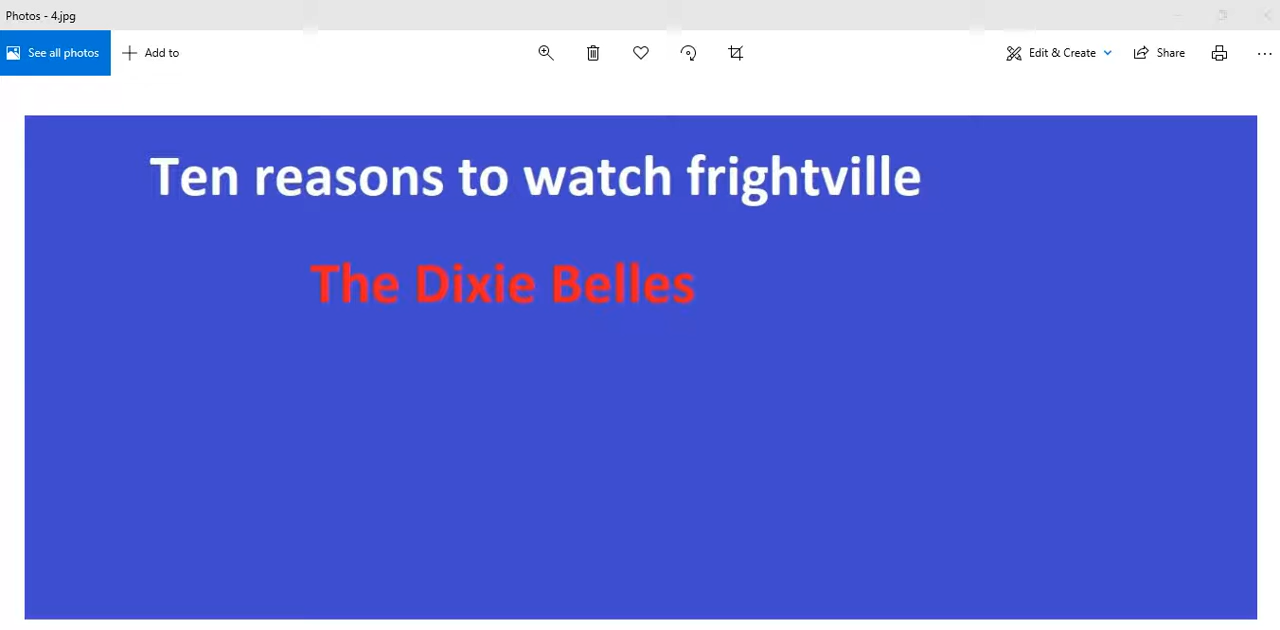 Photos - 4.jpg
See all photos
Add to
Edit & Create
Share
Ten reasons to watch frightville
The Dixie Belles